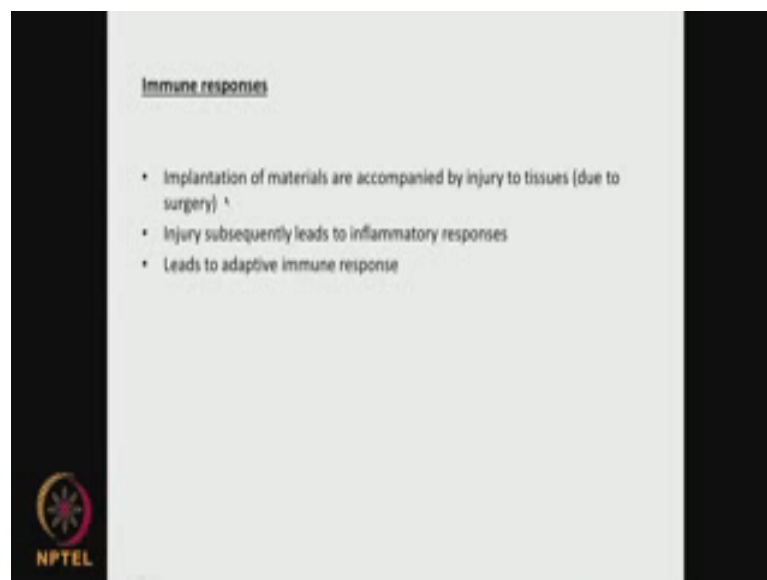 Immune responses
• Implantation of materials are accompanied by injury to tissues (due to
surgery)
• Injury subsequently leads to inflammatory responses
• Leads to adaptive immune response
NPTEL